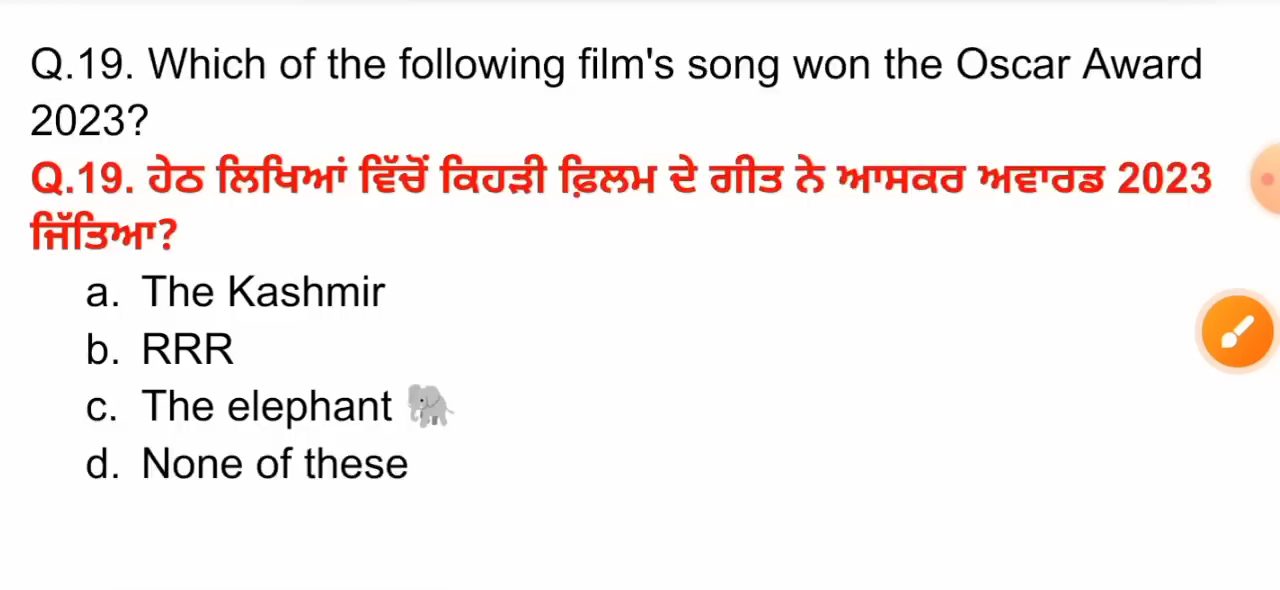 Q.19. Which of the following film's song won the Oscar Award
2023?
Q.19. ਹੇਠ ਲਿਖਿਆਂ ਵਿੱਚੋਂ ਕਿਹੜੀ ਫ਼ਿਲਮ ਦੇ ਗੀਤ ਨੇ ਆਸਕਰ ਅਵਾਰਡ 2023
ਜਿੱਤਿਆ?
a. The Kashmir
b. RRR
c. The elephant 🐘
d. None of these